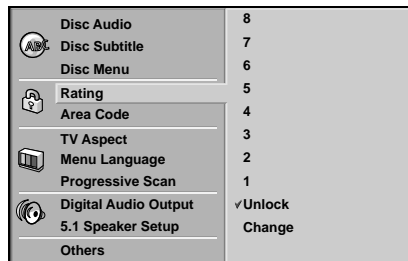 Disc Audio
Disc Subtitle
Disc Menu
Rating
Area Code
TV Aspect
Menu Language
Progressive Scan
Digital Audio Output
5.1 Speaker Setup
Others
8
7
6
5
4
3
2
1
✓Unlock
Change
ABC